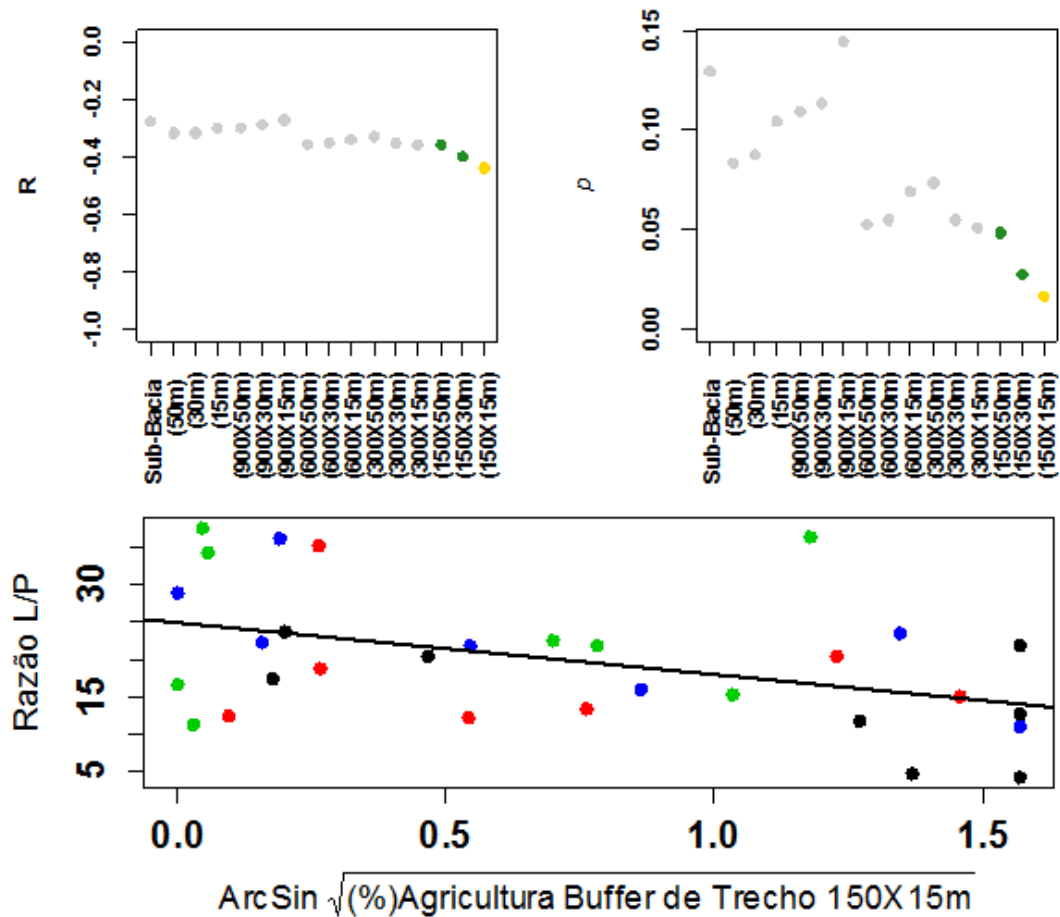 0.0
-0.2
-0.4
-0.6
-0.8
-1.0
R
Sub-Bacia
(50m)
(30m)
(15m)
(900X50m)
(900X30m)
(900X15m)
(600X50m)
(600X30m)
(600X15m)
(300X50m)
(300X30m)
(300X15m)
(150X50m)
(150X30m)
(150X15m)
0.15
0.10
0.05
0.00
p
Sub-Bacia
(50m)
(30m)
(15m)
(900X50m)
(900X30m)
(900X15m)
(600X50m)
(600X30m)
(600X15m)
(300X50m)
(300X30m)
(300X15m)
(150X50m)
(150X30m)
(150X15m)
Razão L/P
30
15
5
0.0 0.5 1.0 1.5
ArcSin √(%)Agricultura Buffer de Trecho 150X15m